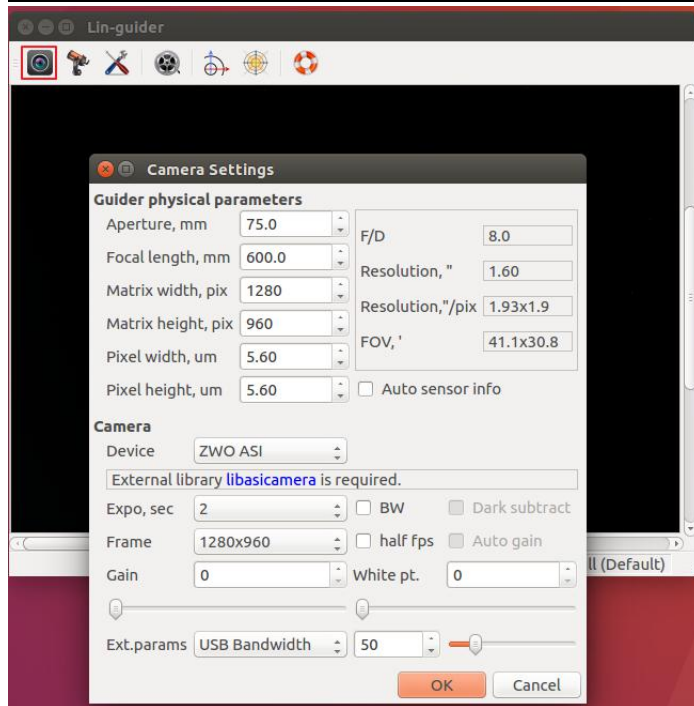 Lin-guider
Camera Settings
Guider physical parameters
Aperture, mm 75.0
F/D 8.0
Focal length, mm 600.0
Resolution, " 1.60
Matrix width, pix 1280
Resolution,"/pix 1.93x1.9
Matrix height, pix 960
FOV, ' 41.1x30.8
Pixel width, um 5.60
Pixel height, um 5.60 Auto sensor info
Camera
Device ZWO ASI
External library libasicamera is required.
Expo, sec 2 BW Dark subtract
Frame 1280x960 half fps Auto gain
ll (Default)
Gain 0 White pt. 0
Ext.params USB Bandwidth 50
OK Cancel